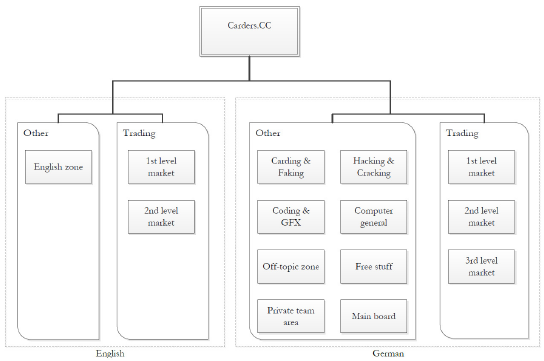 Carders.CC
Other
English zone
Trading
1st level
market
2nd level
market
English
Other
Carding &
Faking
Hacking &
Cracking
Coding &
GFX
Computer
general
Off-topic zone
Free stuff
Private team
area
Main board
Trading
1st level
market
2nd level
market
3rd level
market
German